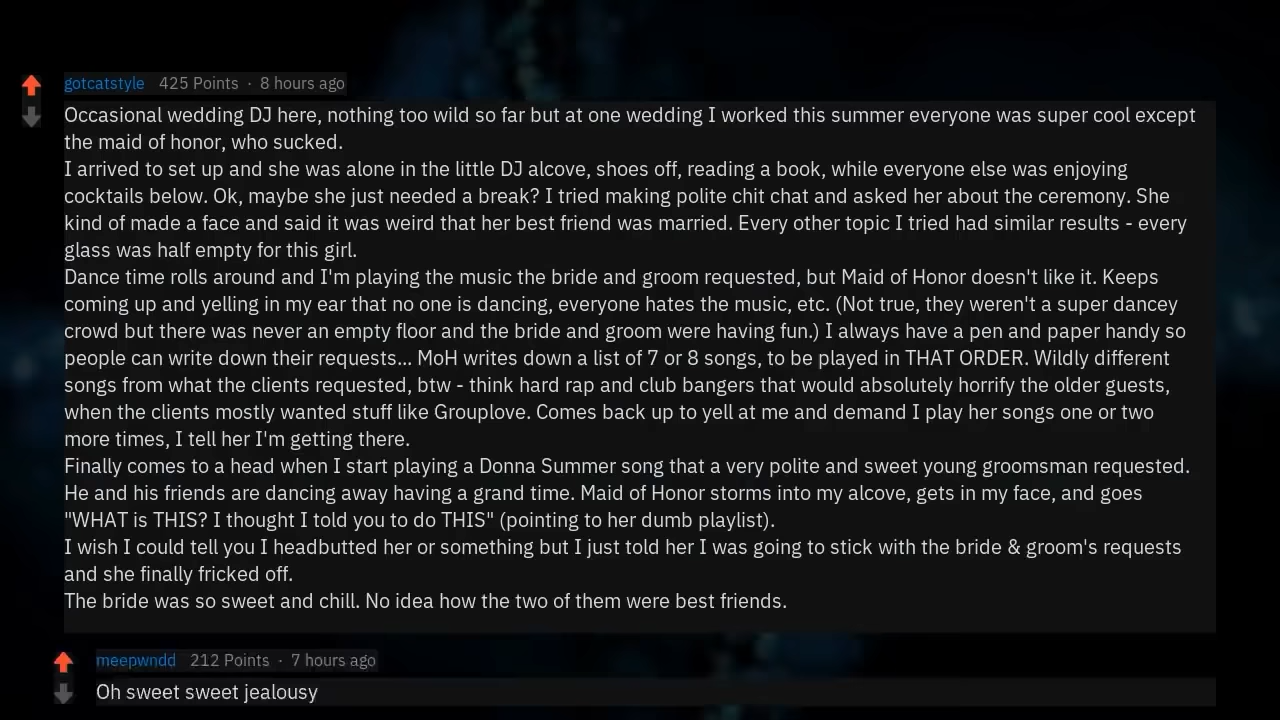 gotcatstyle 425 Points · 8 hours ago
Occasional wedding DJ here, nothing too wild so far but at one wedding I worked this summer everyone was super cool except
the maid of honor, who sucked.
I arrived to set up and she was alone in the little DJ alcove, shoes off, reading a book, while everyone else was enjoying
cocktails below. Ok, maybe she just needed a break? I tried making polite chit chat and asked her about the ceremony. She
kind of made a face and said it was weird that her best friend was married. Every other topic I tried had similar results - every
glass was half empty for this girl.
Dance time rolls around and I'm playing the music the bride and groom requested, but Maid of Honor doesn't like it. Keeps
coming up and yelling in my ear that no one is dancing, everyone hates the music, etc. (Not true, they weren't a super dancey
crowd but there was never an empty floor and the bride and groom were having fun.) I always have a pen and paper handy so
people can write down their requests... MoH writes down a list of 7 or 8 songs, to be played in THAT ORDER. Wildly different
songs from what the clients requested, btw - think hard rap and club bangers that would absolutely horrify the older guests,
when the clients mostly wanted stuff like Grouplove. Comes back up to yell at me and demand I play her songs one or two
more times, I tell her I'm getting there.
Finally comes to a head when I start playing a Donna Summer song that a very polite and sweet young groomsman requested.
He and his friends are dancing away having a grand time. Maid of Honor storms into my alcove, gets in my face, and goes
"WHAT is THIS? I thought I told you to do THIS" (pointing to her dumb playlist).
I wish I could tell you I headbutted her or something but I just told her I was going to stick with the bride & groom's requests
and she finally fricked off.
The bride was so sweet and chill. No idea how the two of them were best friends.
meepwndd 212 Points · 7 hours ago
Oh sweet sweet jealousy